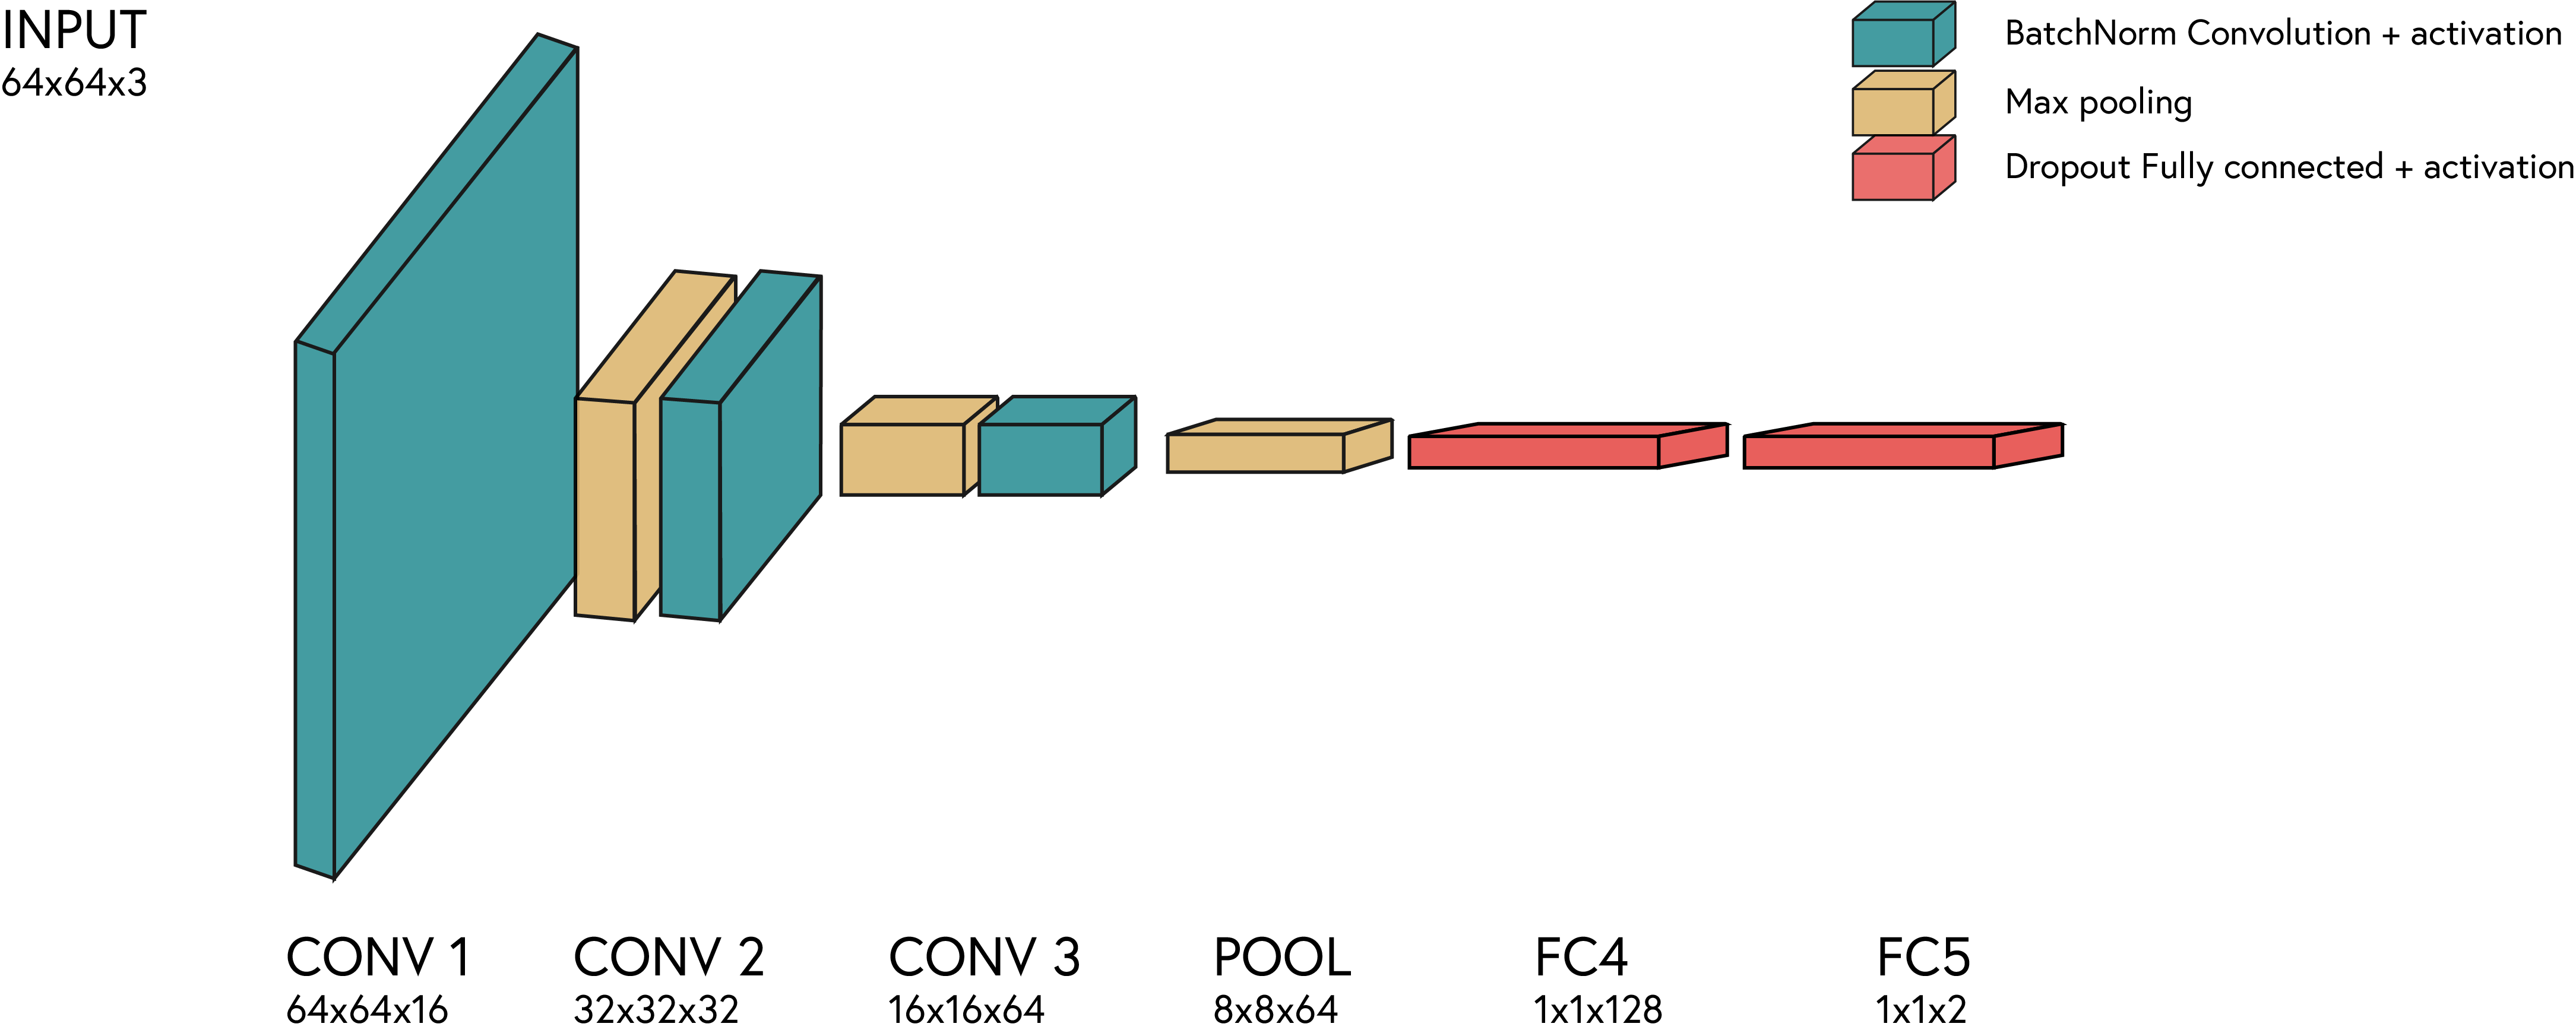 INPUT
64x64x3
BatchNorm Convolution + activation
Max pooling
Dropout Fully connected + activation
CONV 1
64x64x16
CONV 2
32x32x32
CONV 3
16x16x64
POOL
8x8x64
FC4
1x1x128
FC5
1x1x2